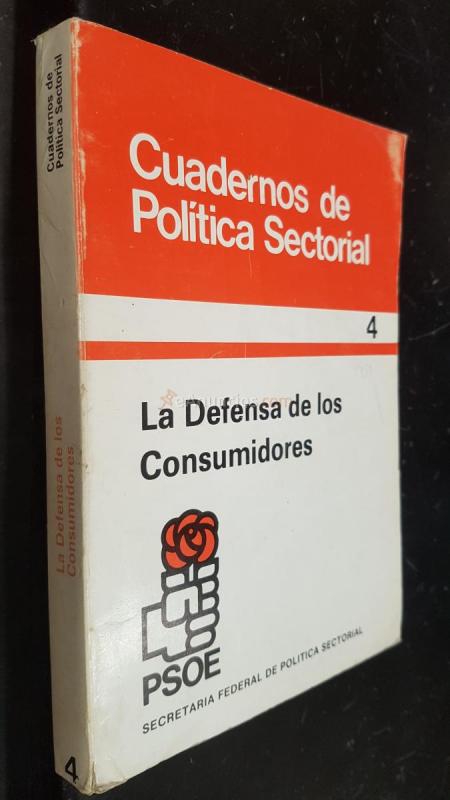 Cuadernos de
Política Sectorial
La Defensa de los
Consumidores
4
Cuadernos de
Política Sectorial
4
La Defensa de los
Consumidores
PSOE
SECRETARIA FEDERAL DE POLITICA SECTORIAL